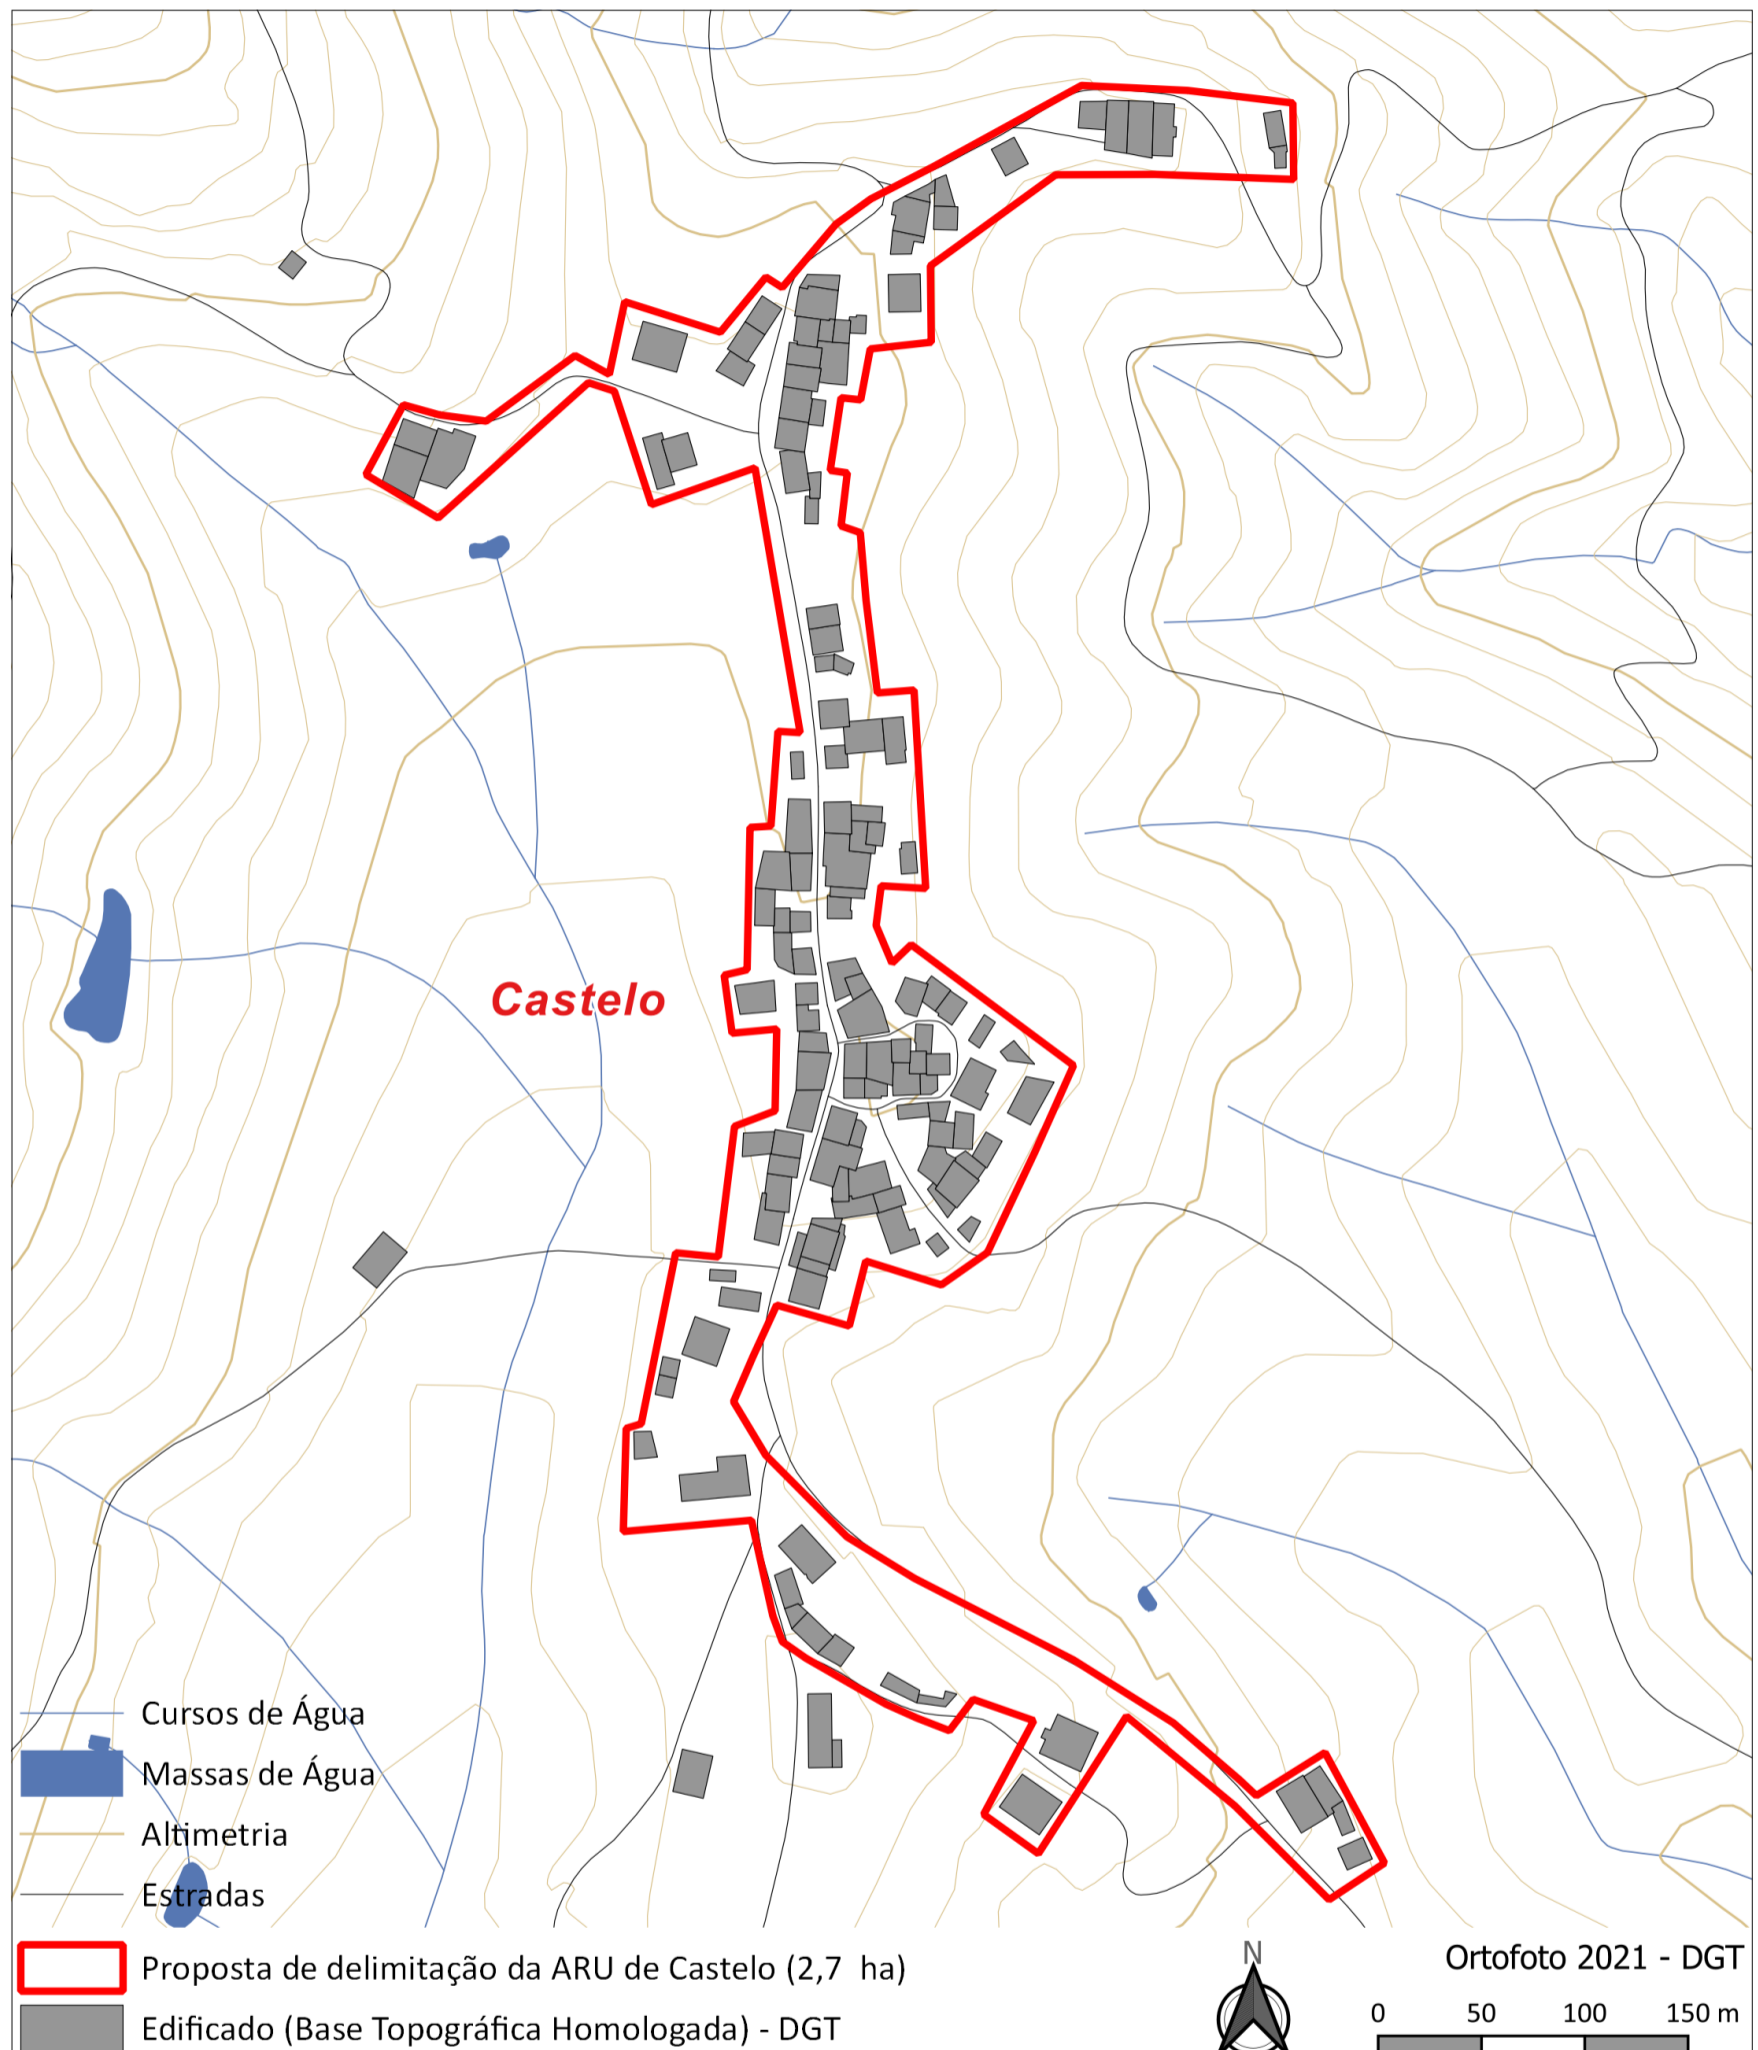 Castelo
Cursos de Água
Massas de Água
Altimetria
Estradas
Proposta de delimitação da ARU de Castelo (2,7 ha)
Edificado (Base Topográfica Homologada) - DGT
N
Ortofoto 2021 - DGT
0 50 100 150 m